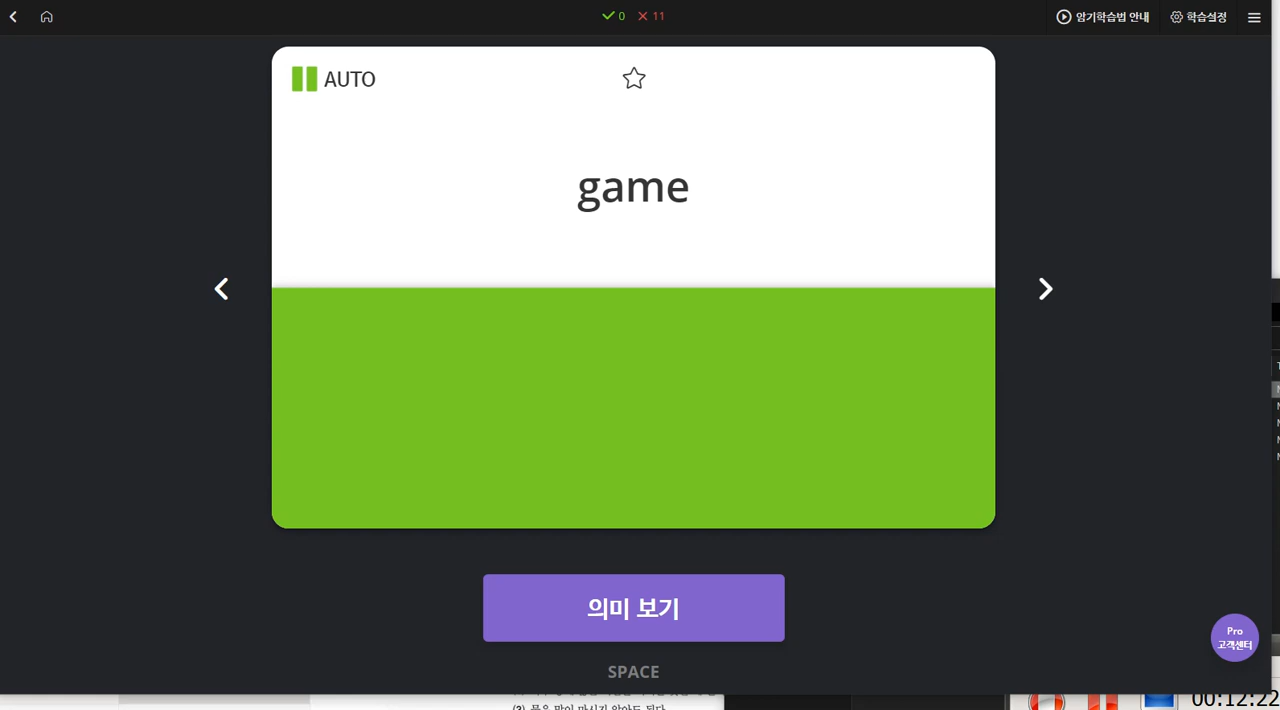 0 11 암기학습법 안내 학습설정
AUTO
game
의미 보기
Pro
고객센터
SPACE
(3) 물을 많이 마시지 않아도 된다
00:12:22